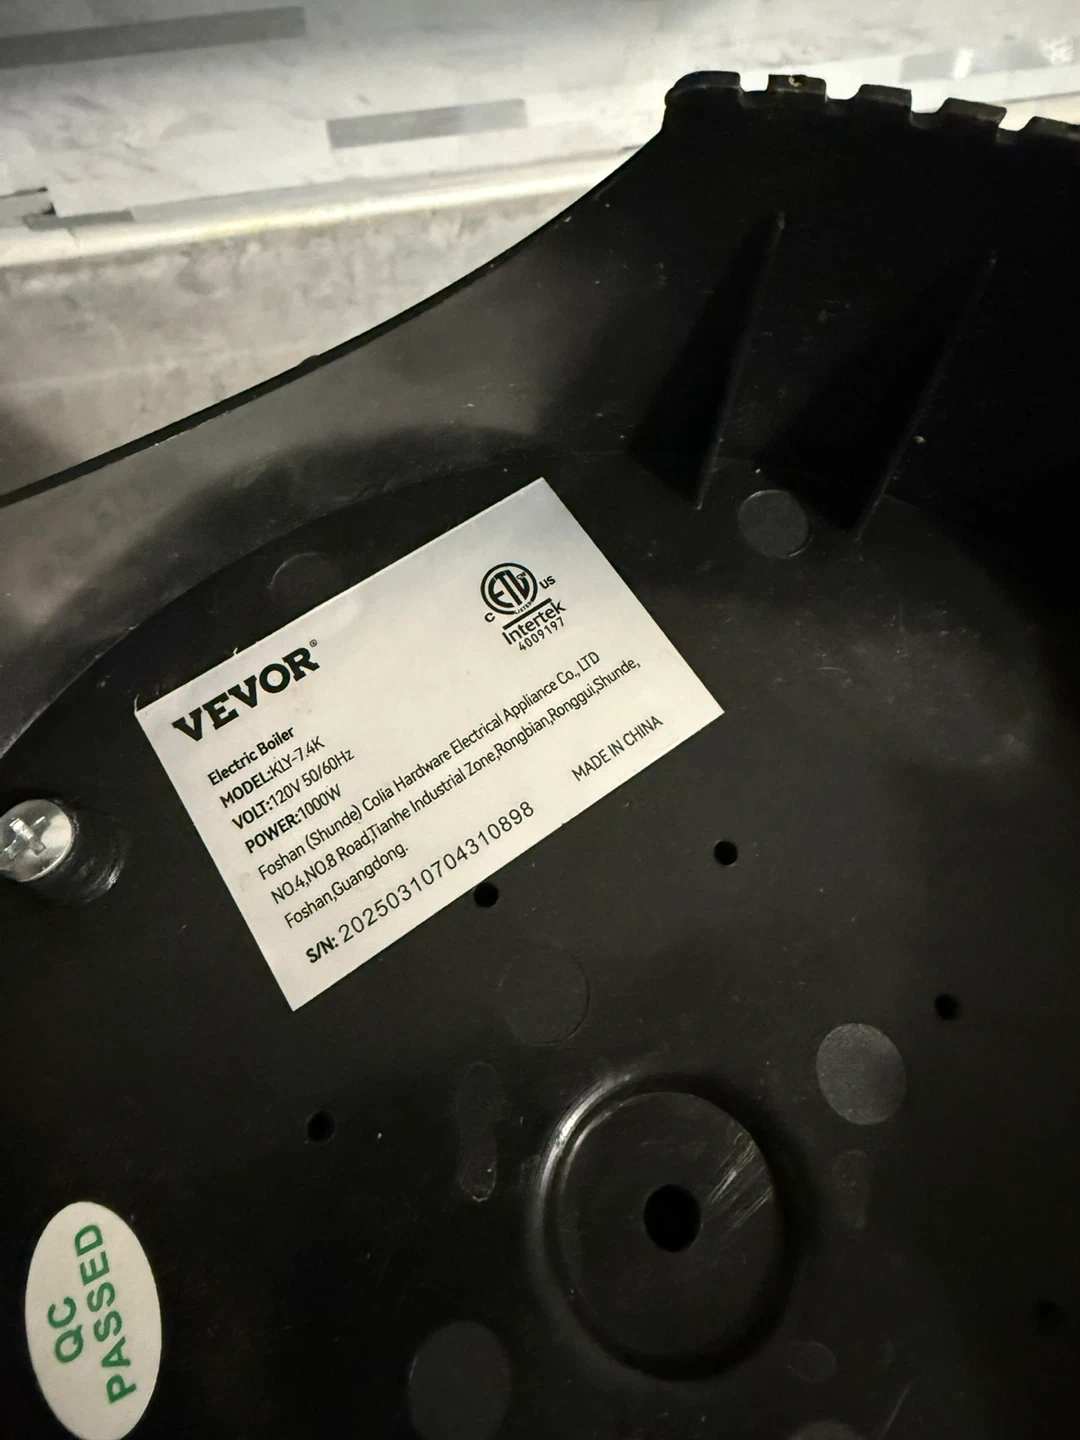 VEVOR®
C ETL US
LISTED
Intertek
4009197
Electric Boiler
MODEL:KLY-7.4K
VOLT:120V 50/60Hz
POWER:1000W
Foshan (Shunde) Colia Hardware Electrical Appliance Co., LTD
NO.4,NO.8 Road,Tianhe Industrial Zone,Rongbian,Ronggui,Shunde,
Foshan,Guangdong.
MADE IN CHINA
S/N: 20250310704310898
QC
PASSED